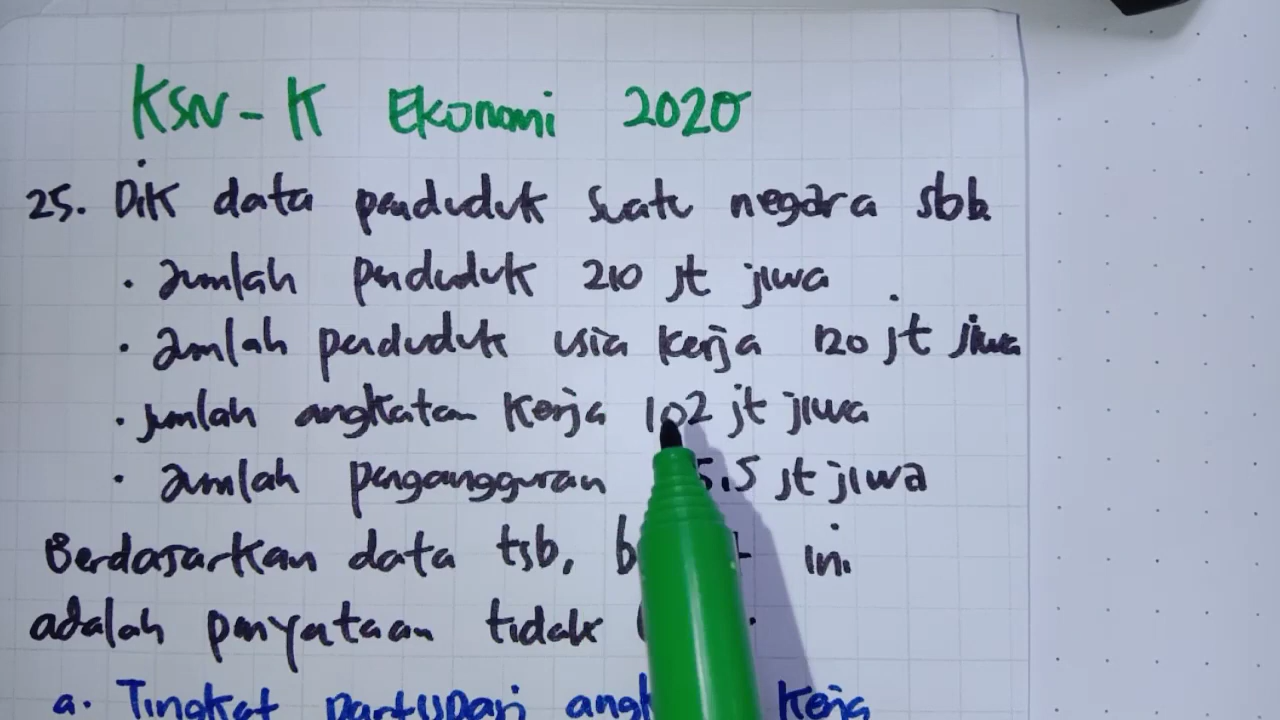 KSN - K Ekonomi 2020
25. Dik data penduduk suatu negara sbb
• Jumlah penduduk 210 jt jiwa
• Jumlah penduduk usia kerja 120 jt jiwa
• Jumlah angkatan kerja 102 jt jiwa
• Jumlah pengangguran 5,5 jt jiwa
Berdasarkan data tsb, ini
adalah penyataan tidak
a. Tingkat partisipasi kerja